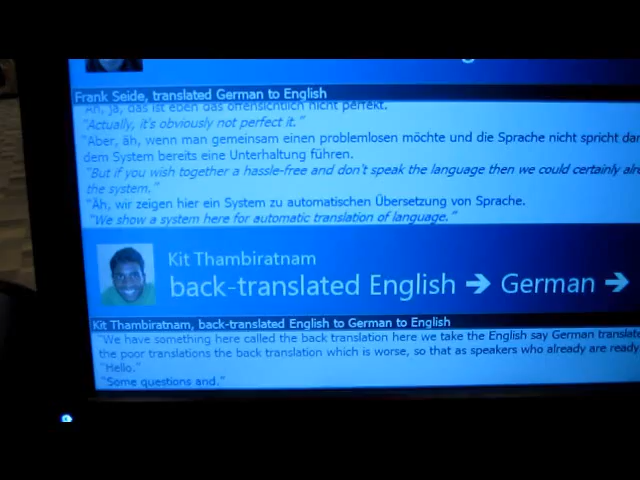 Frank Seide, translated German to English
"Äh, ja, das ist eben das offensichtlich nicht perfekt.
"Actually, it's obviously not perfect it."
"Aber, äh, wenn man gemeinsam einen problemlosen möchte und die Sprache nicht spricht dan
dem System bereits eine Unterhaltung führen.
"But if you wish together a hassle-free and don't speak the language then we could certainly alre
the system."
"Äh, wir zeigen hier ein System zu automatischen Übersetzung von Sprache.
"We show a system here for automatic translation of language."
Kit Thambiratnam
back-translated English ➔ German ➔
Kit Thambiratnam, back-translated English to German to English
"We have something here called the back translation here we take the English say German translate
the poor translations the back translation which is worse, so that as speakers who already are ready
"Hello."
"Some questions and."